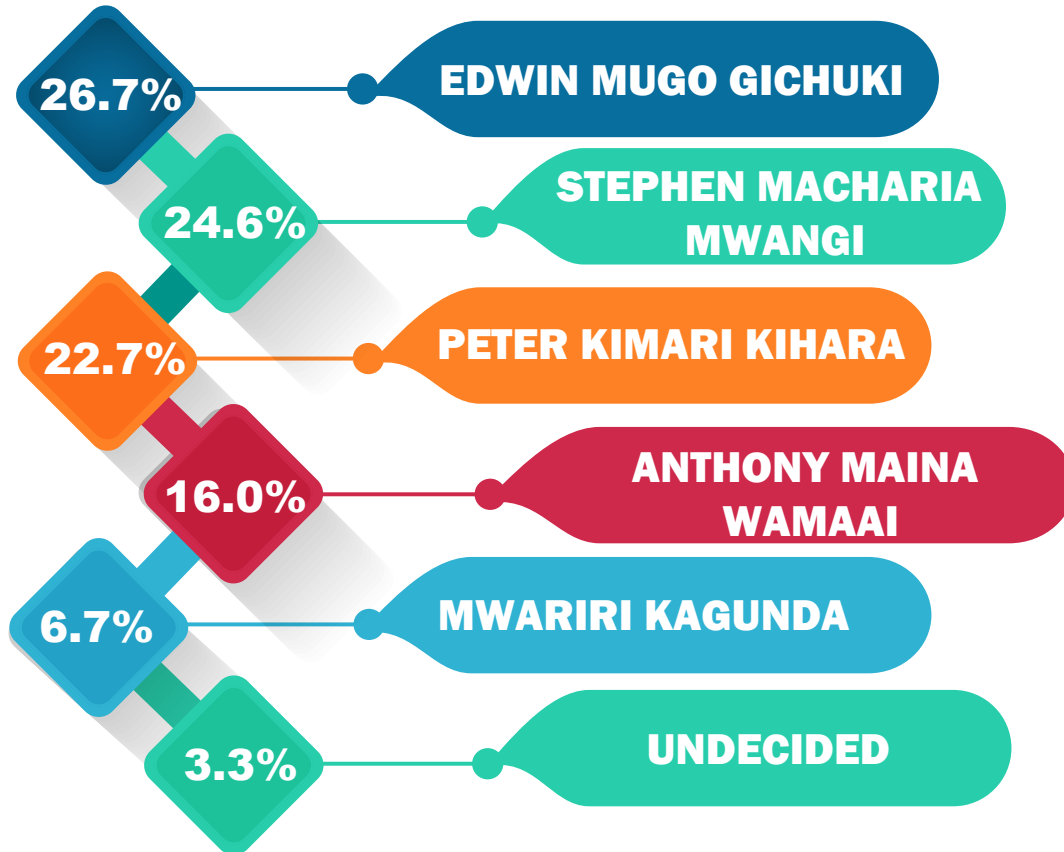 26.7%
EDWIN MUGO GICHUKI
24.6%
STEPHEN MACHARIA
MWANGI
22.7%
PETER KIMARI KIHARA
16.0%
ANTHONY MAINA
WAMAAI
6.7%
MWARIRI KAGUNDA
3.3%
UNDECIDED